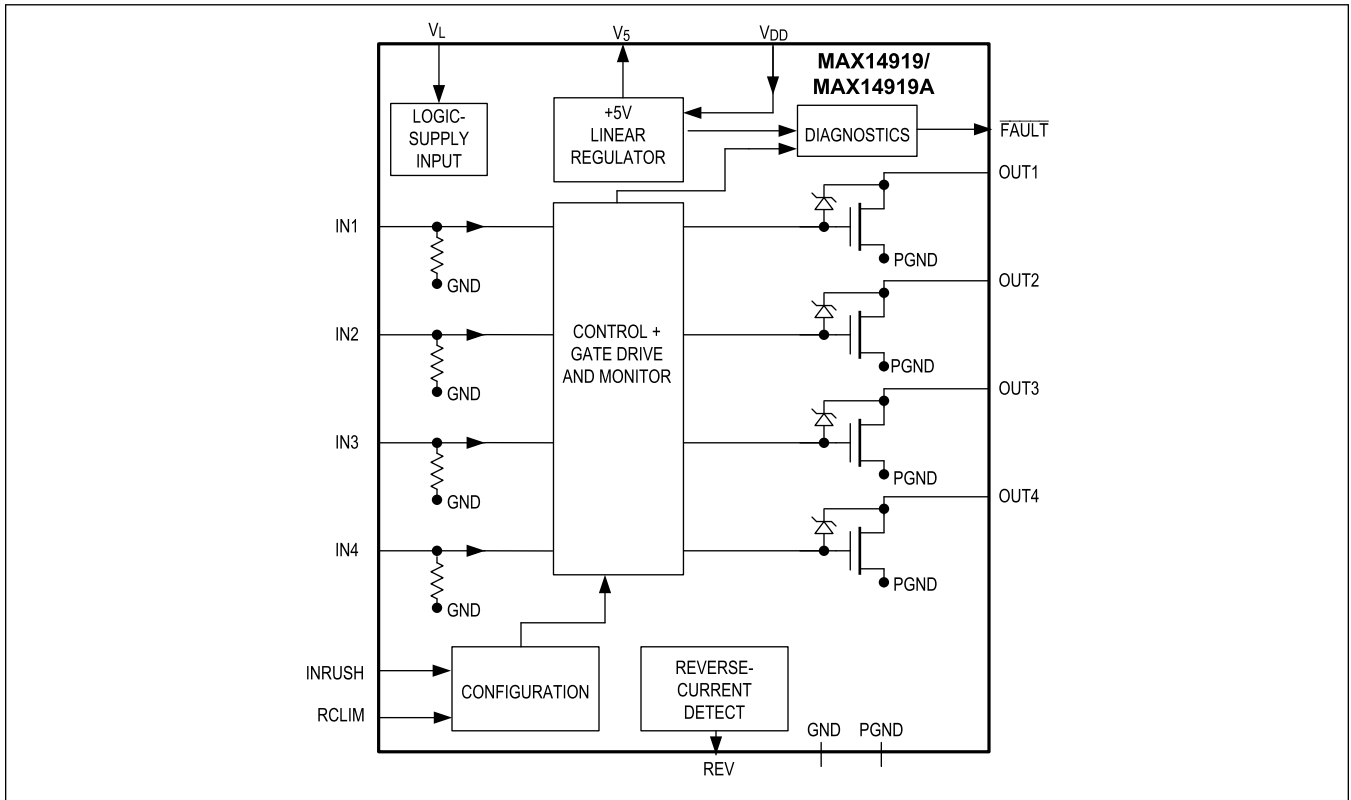 VL
V5
VDD
MAX14919/
MAX14919A
LOGIC-
SUPPLY
INPUT
+5V
LINEAR
REGULATOR
DIAGNOSTICS
FAULT
OUT1
IN1
GND
PGND
OUT2
IN2
GND
CONTROL +
GATE DRIVE
AND MONITOR
PGND
OUT3
IN3
GND
PGND
OUT4
IN4
GND
PGND
INRUSH
RCLIM
CONFIGURATION
REVERSE-
CURRENT
DETECT
GND
PGND
REV